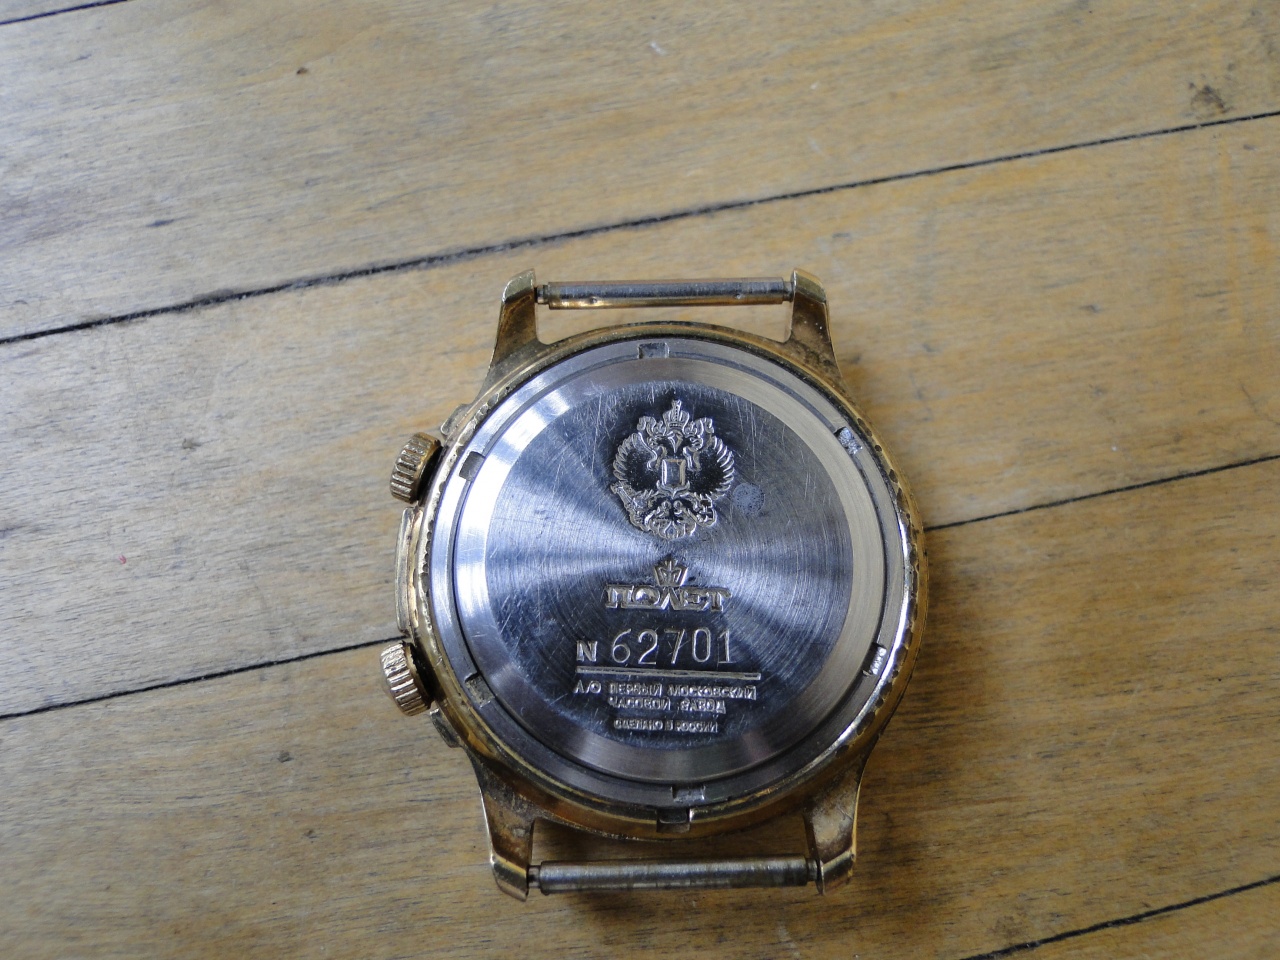 ПОЛЕТ
N 62701
А/О ПЕРВЫЙ МОСКОВСКИЙ
ЧАСОВОЙ ЗАВОД
СДЕЛАНО В РОССИИ